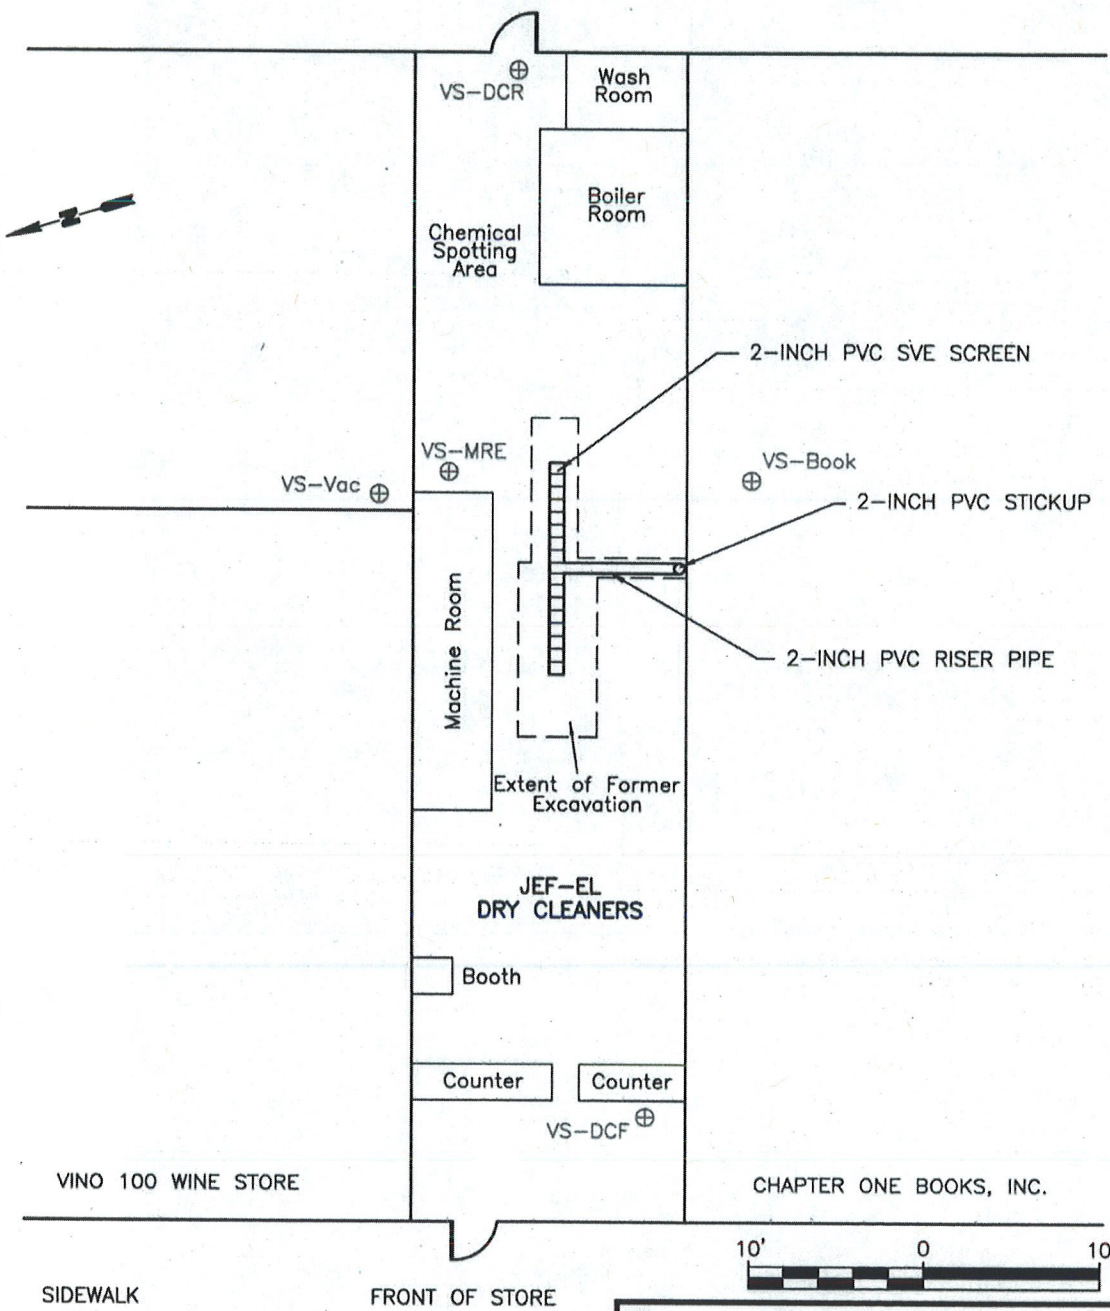 VS-DCR
Wash
Room
N
Boiler
Room
Chemical
Spotting
Area
2-INCH PVC SVE SCREEN
VS-MRE
VS-Book
VS-Vac
2-INCH PVC STICKUP
Machine Room
2-INCH PVC RISER PIPE
Extent of Former
Excavation
JEF-EL
DRY CLEANERS
Booth
Counter
Counter
VS-DCF
VINO 100 WINE STORE
CHAPTER ONE BOOKS, INC.
10' 0 10
SIDEWALK
FRONT OF STORE